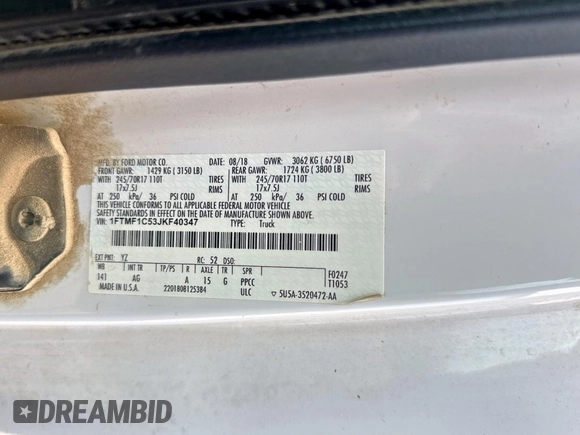 MFD. BY FORD MOTOR CO. DATE: 08/18 GVWR: 3062 KG ( 6750 LB)
FRONT GAWR: 1429 KG ( 3150 LB) REAR GAWR: 1724 KG ( 3800 LB)
WITH 245/70R17 110T TIRES WITH 245/70R17 110T TIRES
17x7.5J RIMS 17x7.5J RIMS
AT 250 kPa/ 36 PSI COLD AT 250 kPa/ 36 PSI COLD
THIS VEHICLE CONFORMS TO ALL APPLICABLE FEDERAL MOTOR VEHICLE
SAFETY STANDARDS IN EFFECT ON THE DATE OF MANUFACTURE SHOWN ABOVE.
VIN: 1FTMF1C53JKF40347 TYPE: Truck
EXT PNT: YZ RC: 52 DSO:
WB INT TR TP/PS R AXLE TR SPR F0247
141 AG A 15 G PPCC T1053
2201808125384 ULC ▽ 5U5A-3520472-AA
DREAMBID